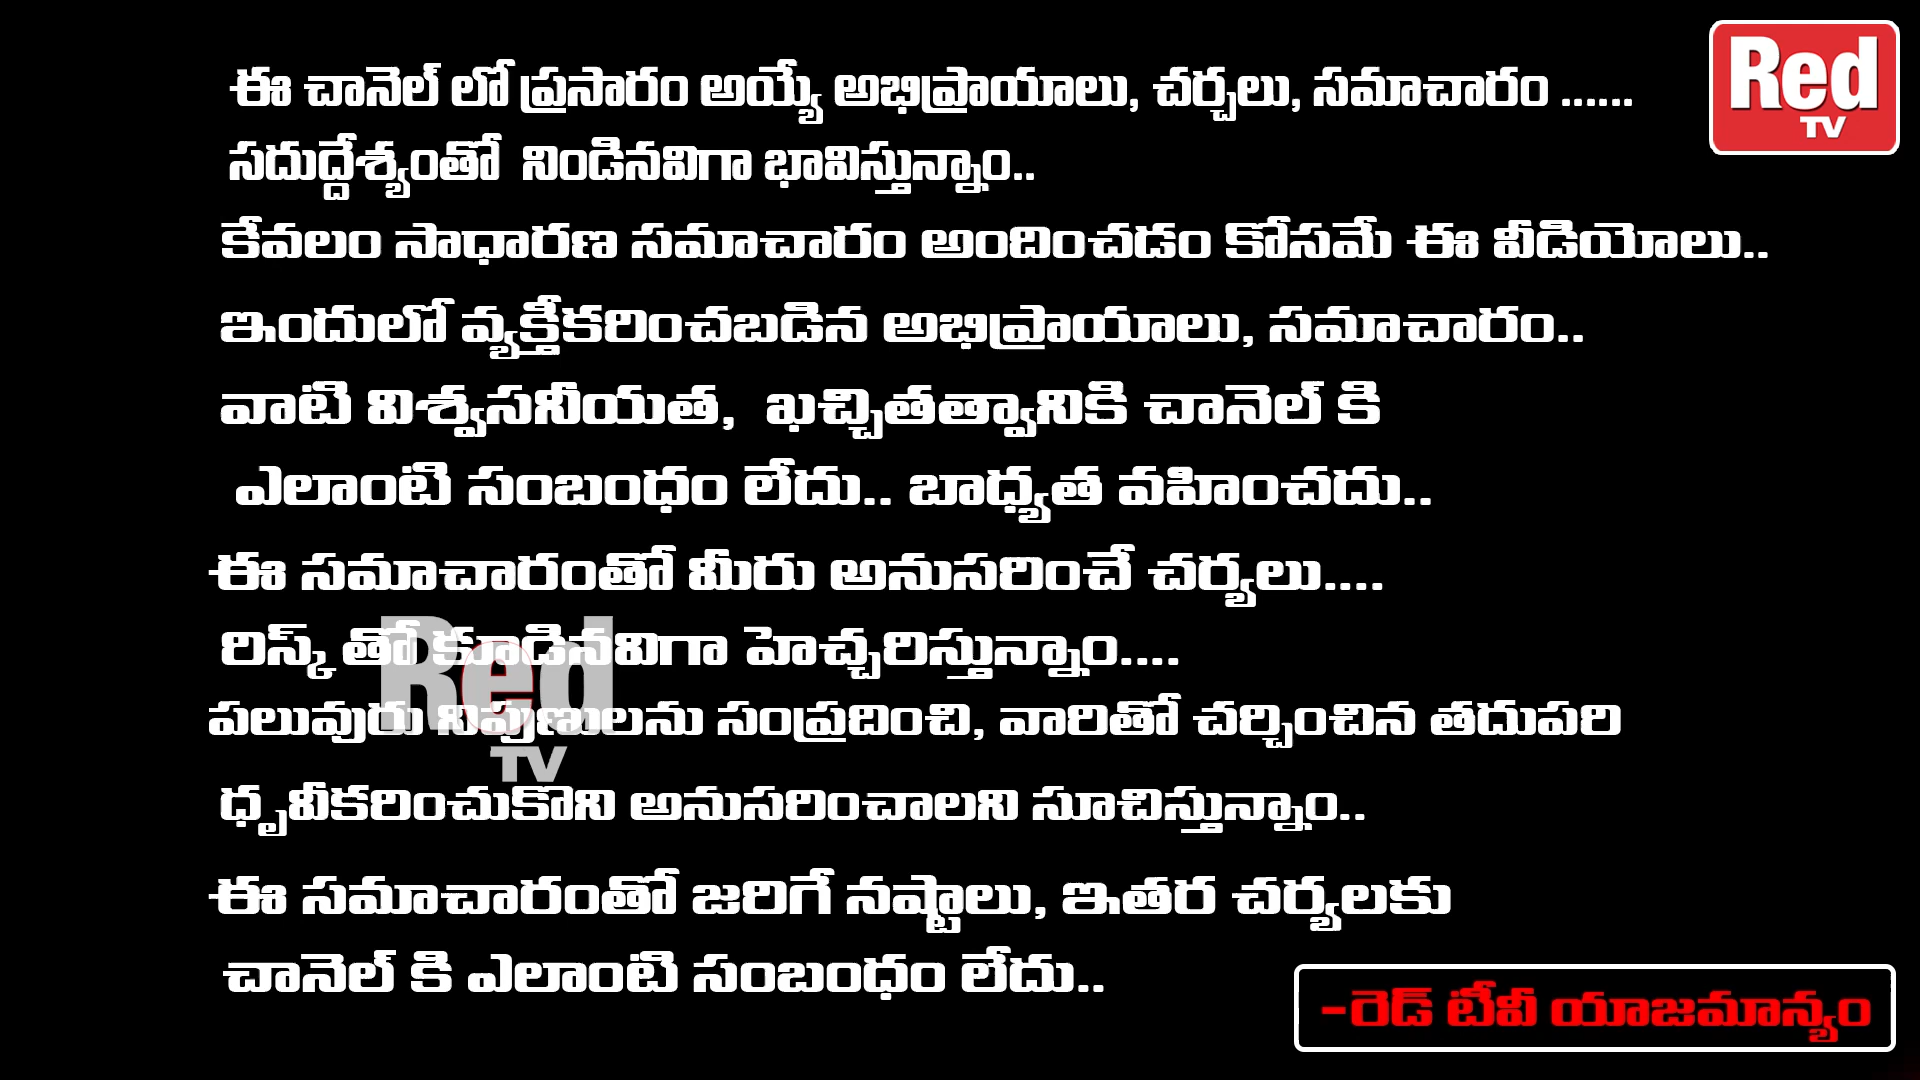 ఈ చానెల్ లో ప్రసారం అయ్యే అభిప్రాయాలు, చర్చలు, సమాచారం ......
Red
TV
సదుద్దేశ్యంతో నిండినవిగా భావిస్తున్నాం..
కేవలం సాధారణ సమాచారం అందించడం కోసమే ఈ వీడియోలు..
ఇందులో వ్యక్తీకరించబడిన అభిప్రాయాలు, సమాచారం..
వాటి విశ్వసనీయత, ఖచ్చితత్వానికి చానెల్ కి
ఎలాంటి సంబంధం లేదు.. బాధ్యత వహించదు..
ఈ సమాచారంతో మీరు అనుసరించే చర్యలు....
రిస్క్ తో కూడినవిగా హెచ్చరిస్తున్నాం....
Red
TV
పలువురు నిపుణులను సంప్రదించి, వారితో చర్చించిన తదుపరి
ధృవీకరించుకొని అనుసరించాలని సూచిస్తున్నాం..
ఈ సమాచారంతో జరిగే నష్టాలు, ఇతర చర్యలకు
చానెల్ కి ఎలాంటి సంబంధం లేదు..
-రెడ్ టీవీ యాజమాన్యం